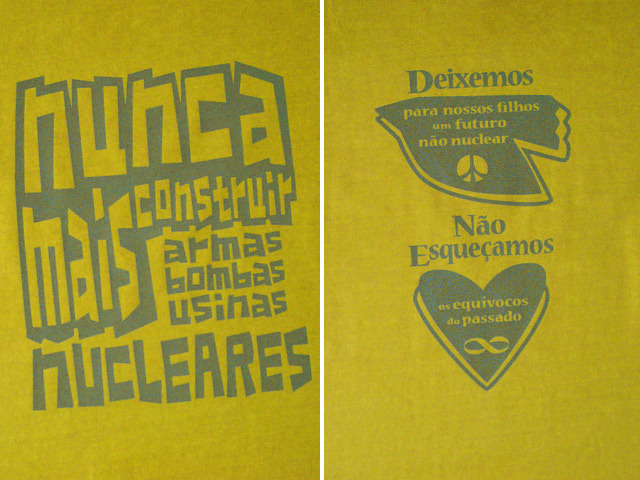 nunca
mais construir
armas
bombas
usinas
NUCLEARES
Deixemos
para nossos filhos
um futuro
não nuclear
Não
Esqueçamos
os equívocos
do passado